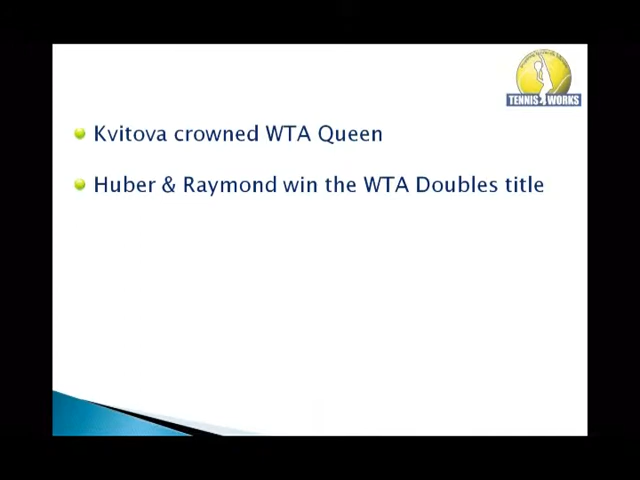 TENNIS WORKS
Kvitova crowned WTA Queen
Huber & Raymond win the WTA Doubles title